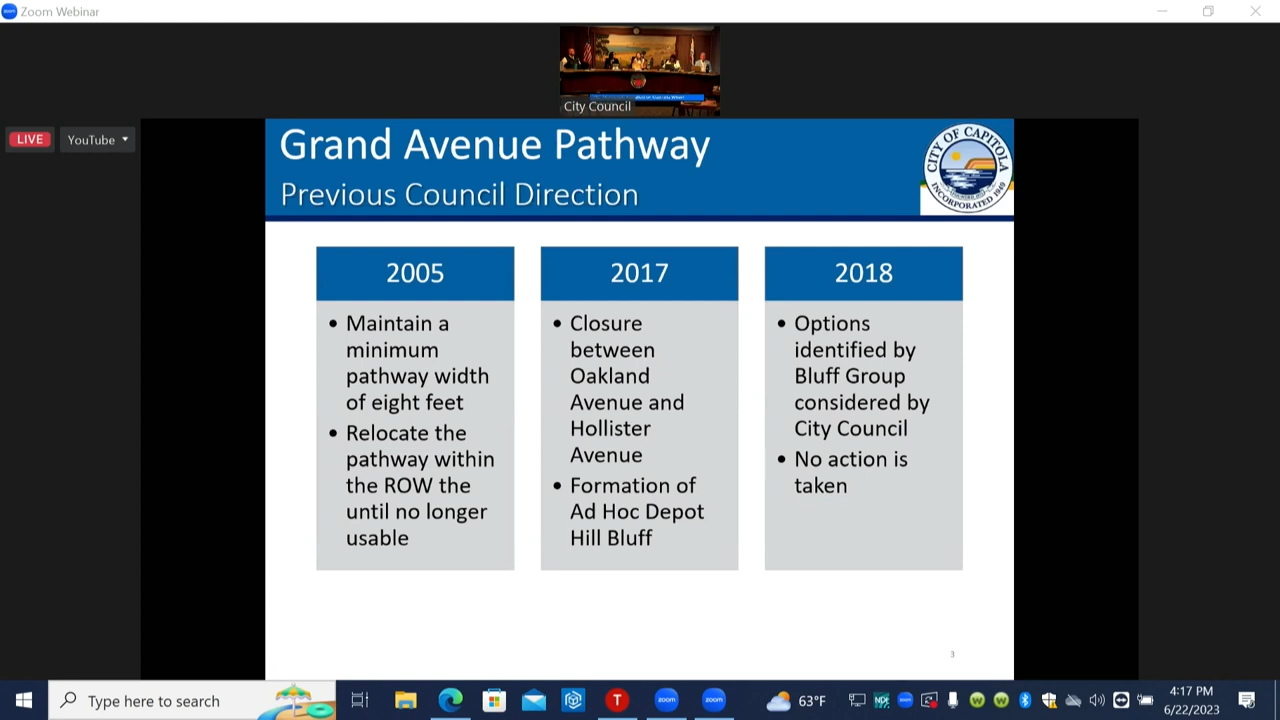 Zoom Webinar
City Council
LIVE
YouTube
Grand Avenue Pathway
Previous Council Direction
CITY OF CAPITOLA
INCORPORATED 1949
2005
• Maintain a
minimum
pathway width
of eight feet
• Relocate the
pathway within
the ROW the
until no longer
usable
2017
• Closure
between
Oakland
Avenue and
Hollister
Avenue
• Formation of
Ad Hoc Depot
Hill Bluff
2018
• Options
identified by
Bluff Group
considered by
City Council
• No action is
taken
3
Type here to search
T
zoom
zoom
63°F
NDI
W
W
4:17 PM
6/22/2023